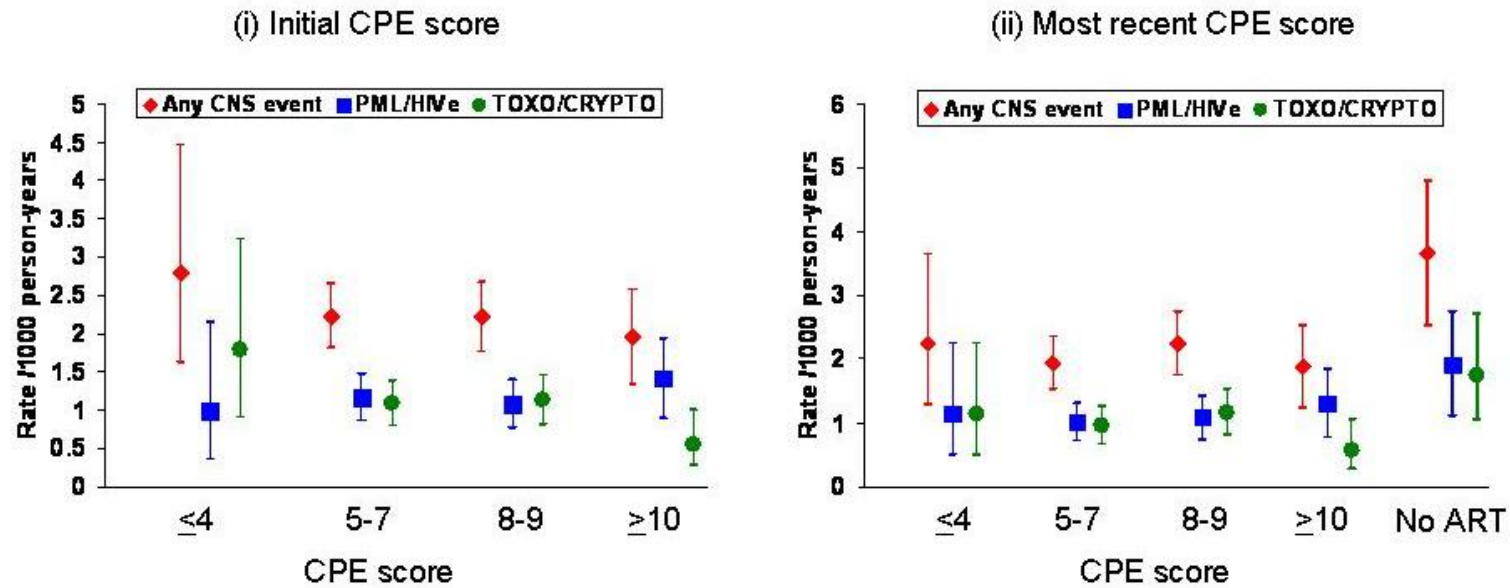 (i) Initial CPE score
◆ Any CNS event ■ PML/HIVe ● TOXO/CRYPTO
Rate /1000 person-years
5
4.5
4
3.5
3
2.5
2
1.5
1
0.5
0
≤4 5-7 8-9 ≥10
CPE score
(ii) Most recent CPE score
◆ Any CNS event ■ PML/HIVe ● TOXO/CRYPTO
Rate /1000 person-years
6
5
4
3
2
1
0
≤4 5-7 8-9 ≥10 No ART
CPE score